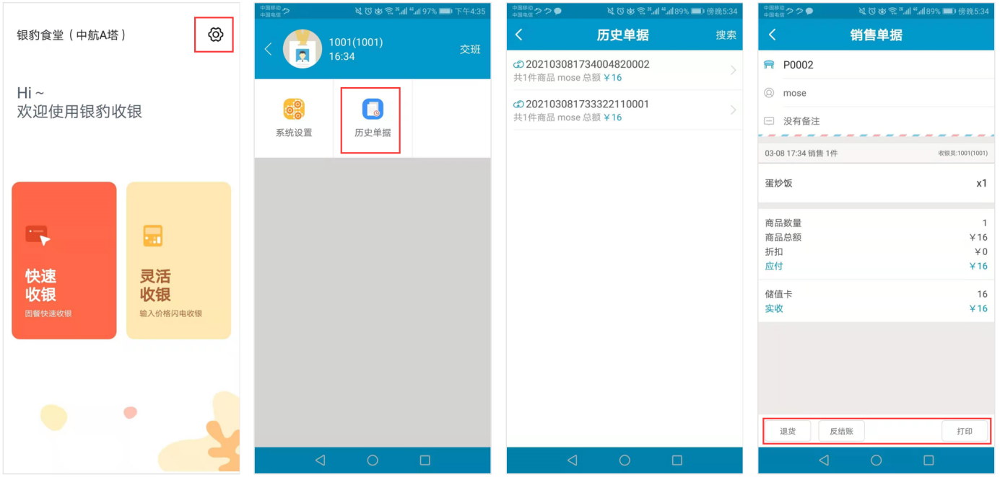 银豹食堂（中航A塔）
Hi ~
欢迎使用银豹收银
快速
收银
固餐快速收银
灵活
收银
输入价格闪电收银
中国移动
中国电信
97%
下午4:35
1001(1001)
16:34
交班
系统设置
历史单据
中国移动
中国电信
89%
傍晚5:34
历史单据
搜索
202103081734004820002
共1件商品 mose 总额 ￥16
202103081733322110001
共1件商品 mose 总额 ￥16
中国移动
中国电信
89%
傍晚5:34
销售单据
P0002
mose
没有备注
03-08 17:34 销售 1件
收银员:1001(1001)
蛋炒饭
x1
商品数量
1
商品总额
￥16
折扣
￥0
应付
￥16
储值卡
16
实收
￥16
退货
反结账
打印